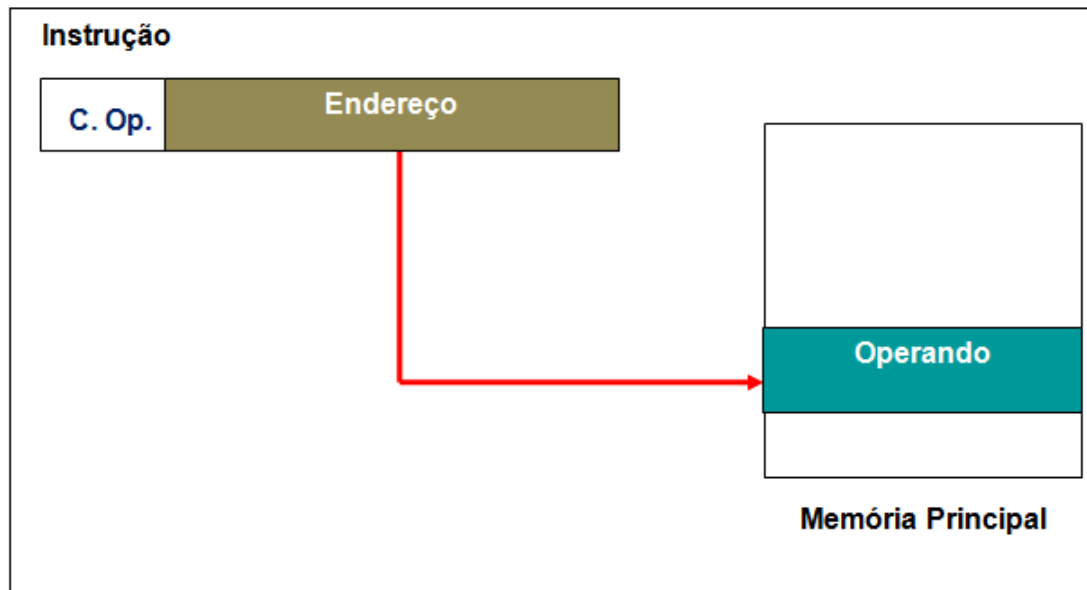 Instrução
C. Op.
Endereço
Operando
Memória Principal